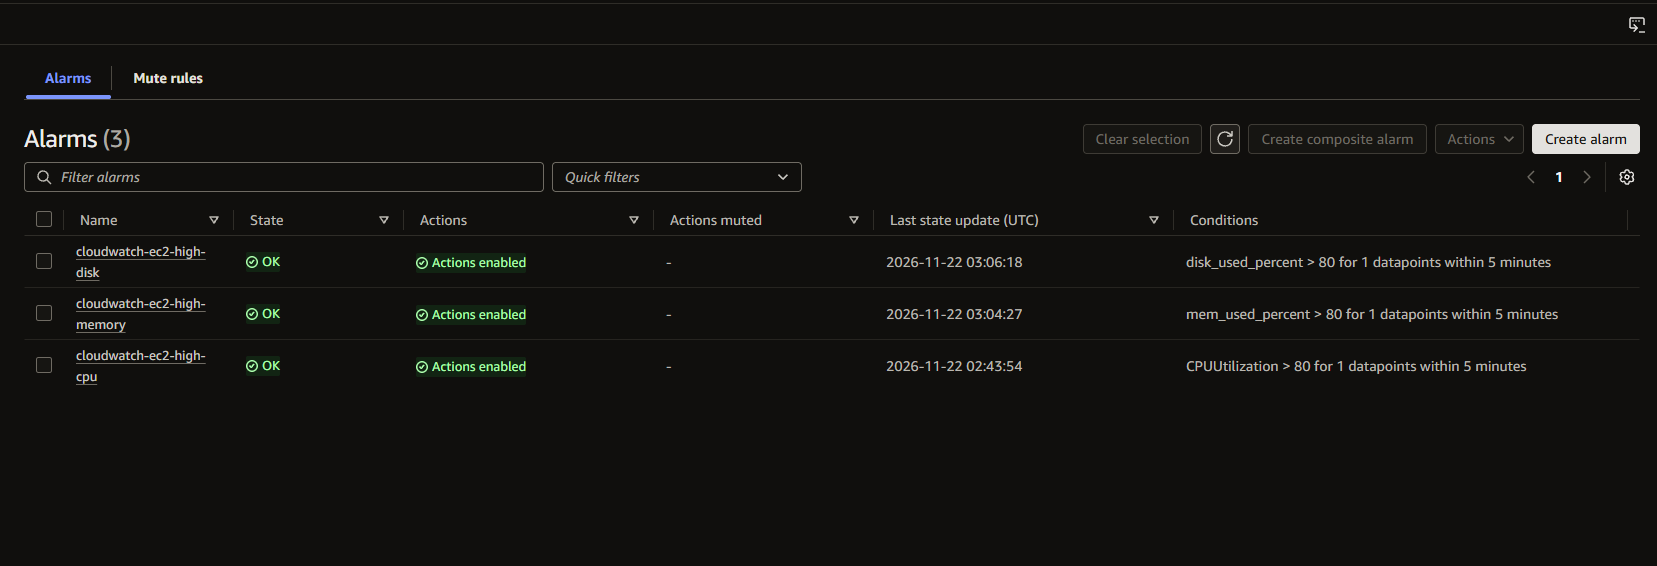 Alarms
Mute rules
Alarms (3)
Clear selection
Create composite alarm
Actions
Create alarm
Filter alarms
Quick filters
1
Name
State
Actions
Actions muted
Last state update (UTC)
Conditions
cloudwatch-ec2-high-
disk
OK
Actions enabled
-
2026-11-22 03:06:18
disk_used_percent > 80 for 1 datapoints within 5 minutes
cloudwatch-ec2-high-
memory
OK
Actions enabled
-
2026-11-22 03:04:27
mem_used_percent > 80 for 1 datapoints within 5 minutes
cloudwatch-ec2-high-
cpu
OK
Actions enabled
-
2026-11-22 02:43:54
CPUUtilization > 80 for 1 datapoints within 5 minutes